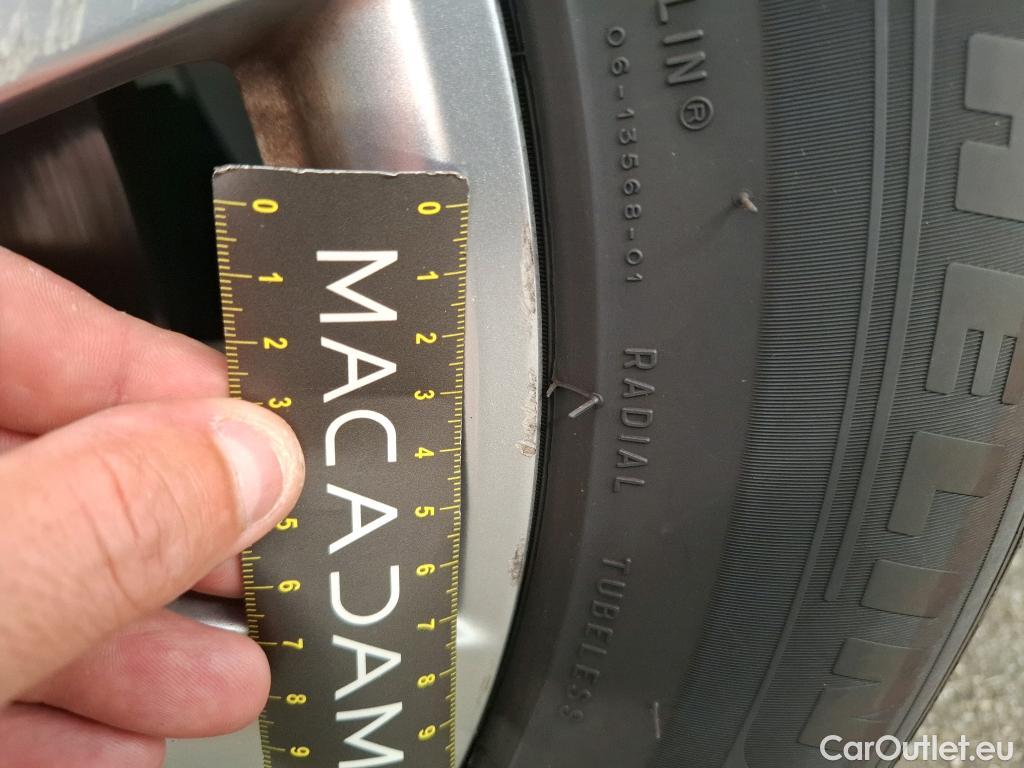 0 1 2 3 5 6 7 8 9
MACADAM
0 1 2 3 4 5 6 7 8 9
LIN®
06-13568-01
RADIAL
TUBELESS
HELIN
CarOutlet.eu